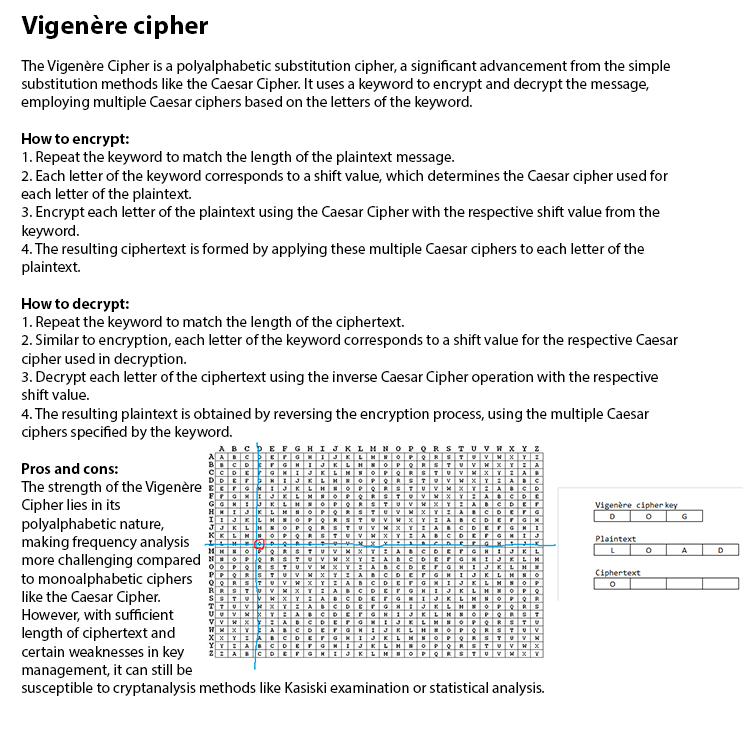 Vigenère cipher
The Vigenère Cipher is a polyalphabetic substitution cipher, a significant advancement from the simple
substitution methods like the Caesar Cipher. It uses a keyword to encrypt and decrypt the message,
employing multiple Caesar ciphers based on the letters of the keyword.
How to encrypt:
1. Repeat the keyword to match the length of the plaintext message.
2. Each letter of the keyword corresponds to a shift value, which determines the Caesar cipher used for
each letter of the plaintext.
3. Encrypt each letter of the plaintext using the Caesar Cipher with the respective shift value from the
keyword.
4. The resulting ciphertext is formed by applying these multiple Caesar ciphers to each letter of the
plaintext.
How to decrypt:
1. Repeat the keyword to match the length of the ciphertext.
2. Similar to encryption, each letter of the keyword corresponds to a shift value for the respective Caesar
cipher used in decryption.
3. Decrypt each letter of the ciphertext using the inverse Caesar Cipher operation with the respective
shift value.
4. The resulting plaintext is obtained by reversing the encryption process, using the multiple Caesar
ciphers specified by the keyword.
Pros and cons:
The strength of the Vigenère
Cipher lies in its
polyalphabetic nature,
making frequency analysis
more challenging compared
to monoalphabetic ciphers
like the Caesar Cipher.
However, with sufficient
length of ciphertext and
certain weaknesses in key
management, it can still be
susceptible to cryptanalysis methods like Kasiski examination or statistical analysis.
A B C D E F G H I J K L M N O P Q R S T U V W X Y Z
A A B C D E F G H I J K L M N O P Q R S T U V W X Y Z
B B C D E F G H I J K L M N O P Q R S T U V W X Y Z A
C C D E F G H I J K L M N O P Q R S T U V W X Y Z A B
D D E F G H I J K L M N O P Q R S T U V W X Y Z A B C
E E F G H I J K L M N O P Q R S T U V W X Y Z A B C D
F F G H I J K L M N O P Q R S T U V W X Y Z A B C D E
G G H I J K L M N O P Q R S T U V W X Y Z A B C D E F
H H I J K L M N O P Q R S T U V W X Y Z A B C D E F G
I I J K L M N O P Q R S T U V W X Y Z A B C D E F G H
J J K L M N O P Q R S T U V W X Y Z A B C D E F G H I
K K L M N O P Q R S T U V W X Y Z A B C D E F G H I J
L L M N O P Q R S T U V W X Y Z A B C D E F G H I J K
M M N O P Q R S T U V W X Y Z A B C D E F G H I J K L
N N O P Q R S T U V W X Y Z A B C D E F G H I J K L M
O O P Q R S T U V W X Y Z A B C D E F G H I J K L M N
P P Q R S T U V W X Y Z A B C D E F G H I J K L M N O
Q Q R S T U V W X Y Z A B C D E F G H I J K L M N O P
R R S T U V W X Y Z A B C D E F G H I J K L M N O P Q
S S T U V W X Y Z A B C D E F G H I J K L M N O P Q R
T T U V W X Y Z A B C D E F G H I J K L M N O P Q R S
U U V W X Y Z A B C D E F G H I J K L M N O P Q R S T
V V W X Y Z A B C D E F G H I J K L M N O P Q R S T U
W W X Y Z A B C D E F G H I J K L M N O P Q R S T U V
X X Y Z A B C D E F G H I J K L M N O P Q R S T U V W
Y Y Z A B C D E F G H I J K L M N O P Q R S T U V W X
Z Z A B C D E F G H I J K L M N O P Q R S T U V W X Y
Vigenère cipher key
D O G
Plaintext
L O A D
Ciphertext
O